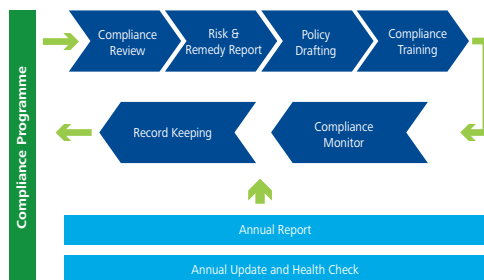 Compliance Programme
Compliance
Review
Risk &
Remedy Report
Policy
Drafting
Compliance
Training
Record Keeping
Compliance
Monitor
Annual Report
Annual Update and Health Check